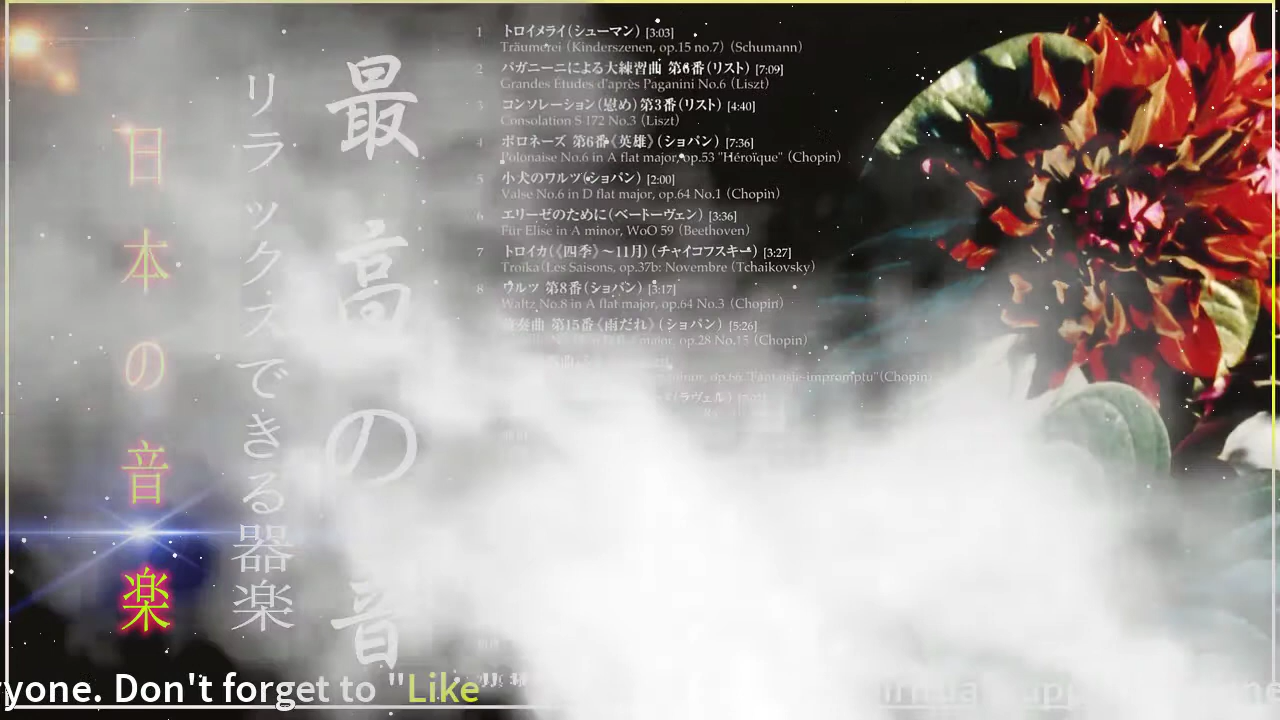 最高の音
リラックスできる器楽
日本の音楽
1 トロイメライ（シューマン） [3:03]
Träumerei (Kinderszenen, op.15 no.7) (Schumann)
2 パガニーニによる大練習曲 第6番（リスト） [7:09]
Grandes Études d'après Paganini No.6 (Liszt)
3 コンソレーション（慰め）第3番（リスト） [4:40]
Consolation S 172 No.3 (Liszt)
4 ポロネーズ 第6番《英雄》（ショパン） [7:36]
Polonaise No.6 in A flat major, op.53 "Héroïque" (Chopin)
5 小犬のワルツ（ショパン） [2:00]
Valse No.6 in D flat major, op.64 No.1 (Chopin)
6 エリーゼのために（ベートーヴェン） [3:36]
Für Elise in A minor, WoO 59 (Beethoven)
7 トロイカ（《四季》～11月）（チャイコフスキー） [3:27]
Troïka (Les Saisons, op.37b: Novembre (Tchaikovsky)
8 ワルツ 第8番（ショパン） [3:17]
Waltz No.8 in A flat major, op.64 No.3 (Chopin)
奏曲 第15番《雨だれ》（ショパン） [5:26]
major, op.28 No.15 (Chopin)
minor, op.66 "Fantaisie-impromptu" (Chopin)
（ラヴェル）
yone. Don't forget to "Like